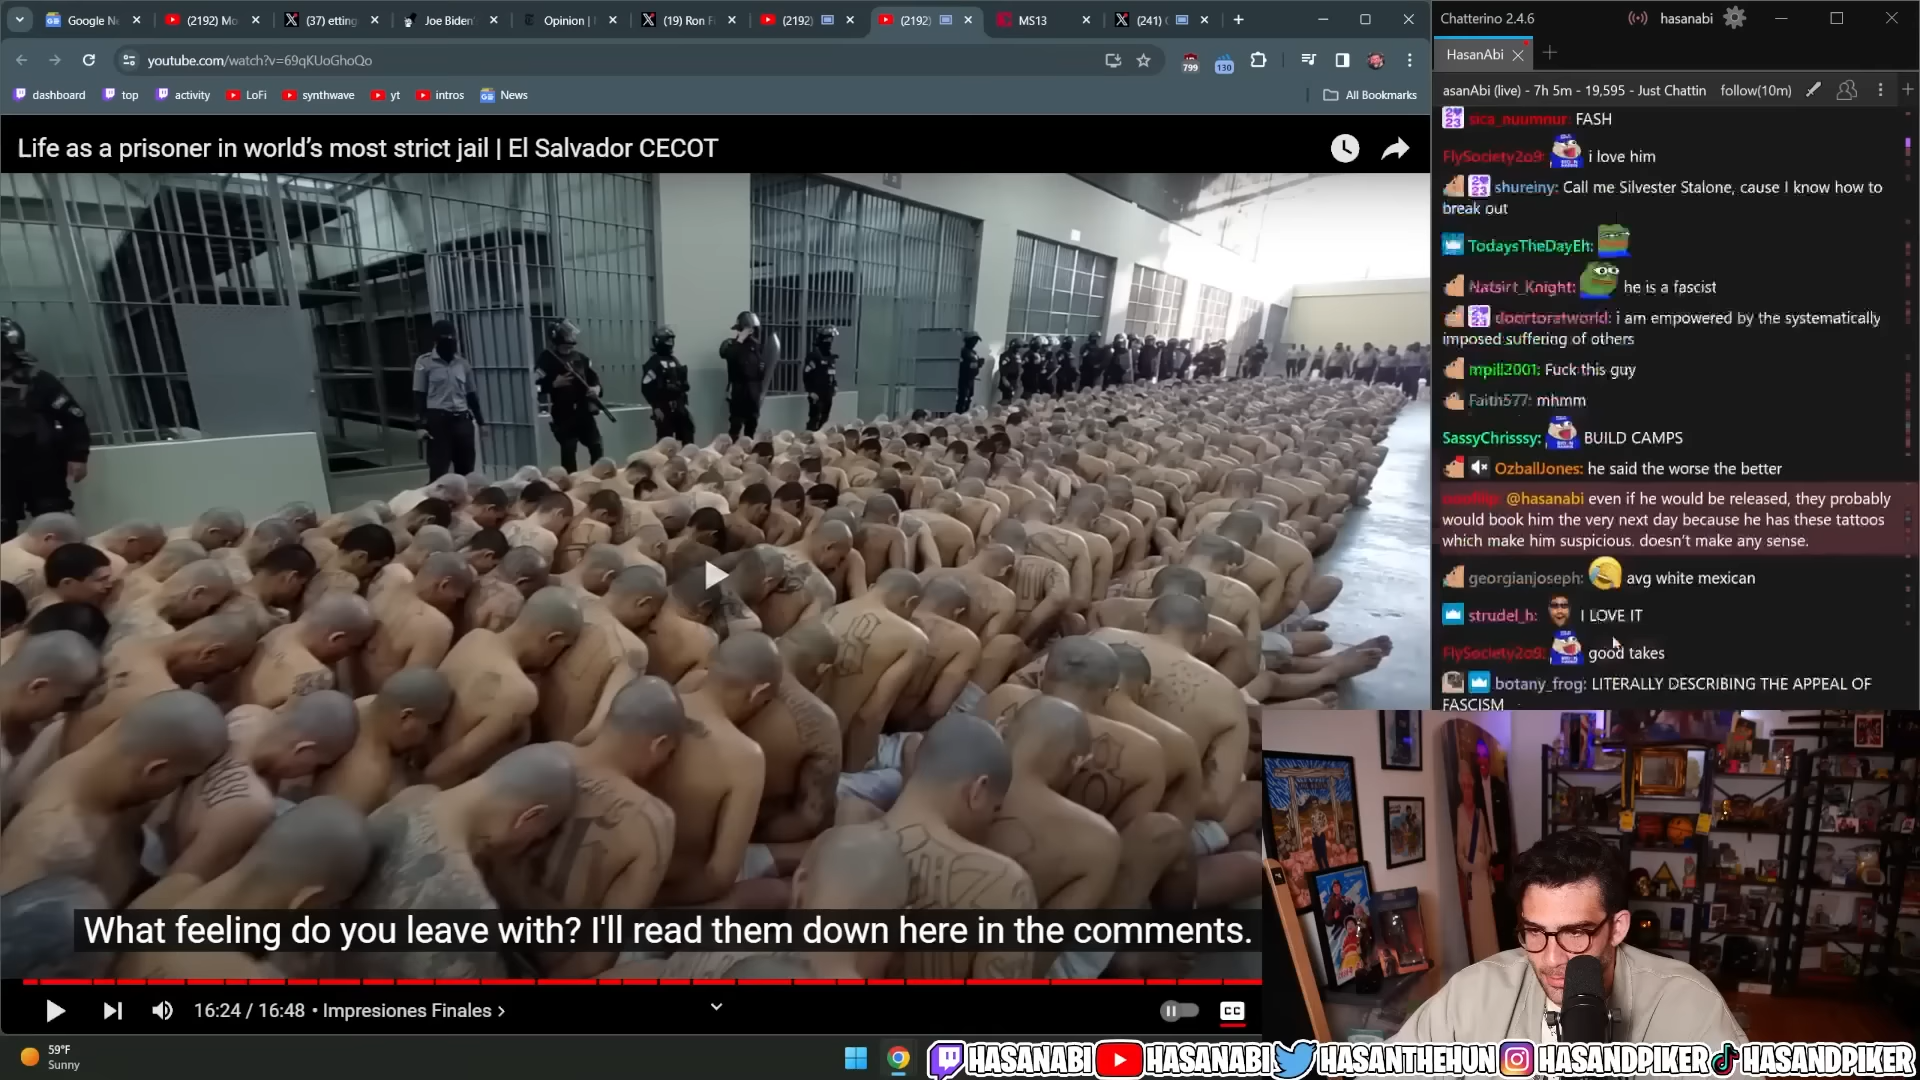 Google Ne
(2192) Mo
(37) etting
Joe Biden'
Opinion |
(19) Ron F
(2192)
(2192)
MS13
(241)
youtube.com/watch?v=69qKUoGhoQo
799
130
dashboard
top
activity
LoFi
synthwave
yt
intros
News
All Bookmarks
Life as a prisoner in world's most strict jail | El Salvador CECOT
What feeling do you leave with? I'll read them down here in the comments.
16:24 / 16:48 • Impresiones Finales >
CC
59°F
Sunny
Chatterino 2.4.6
hasanabi
HasanAbi
asanAbi (live) - 7h 5m - 19,595 - Just Chattin
follow(10m)
sica_nuumnur: FASH
FlySociety2o9: i love him
shureiny: Call me Silvester Stalone, cause I know how to
break out
TodaysTheDayEh:
Natsirt_Knight: he is a fascist
i am empowered by the systematically
imposed suffering of others
mpill2001: Fuck this guy
Faith577: mhmm
SassyChrisssy: BUILD CAMPS
OzballJones: he said the worse the better
@hasanabi even if he would be released, they probably
would book him the very next day because he has these tattoos
which make him suspicious. doesn't make any sense.
georgianjoseph: avg white mexican
strudel_h: I LOVE IT
FlySociety2o9: good takes
botany_frog: LITERALLY DESCRIBING THE APPEAL OF
FASCISM
HASANABI
HASANABI
HASANTHEHUN
HASANDPIKER
HASANDPIKER